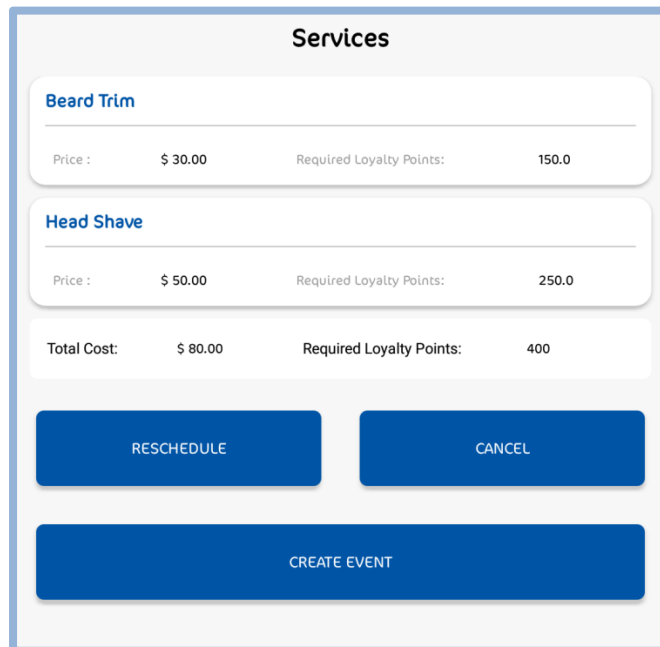 Services
Beard Trim
Price : $ 30.00 Required Loyalty Points: 150.0
Head Shave
Price : $ 50.00 Required Loyalty Points: 250.0
Total Cost: $ 80.00 Required Loyalty Points: 400
RESCHEDULE CANCEL
CREATE EVENT